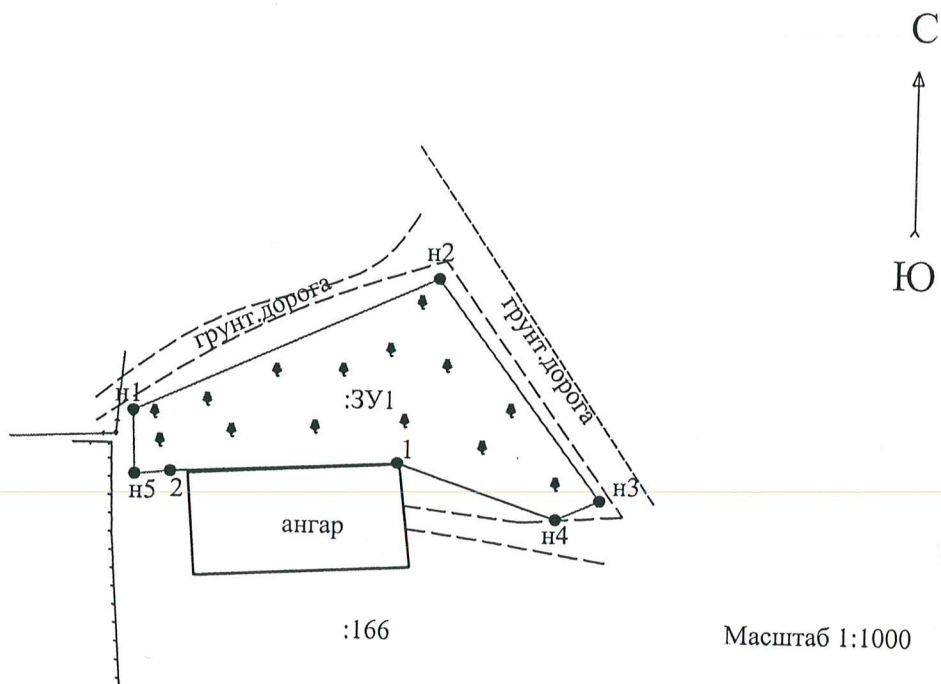 С
Ю
н2
грунт.дорога
грунт.дорога
н1
:ЗУ1
1
н5
2
н3
н4
ангар
:166
Масштаб 1:1000